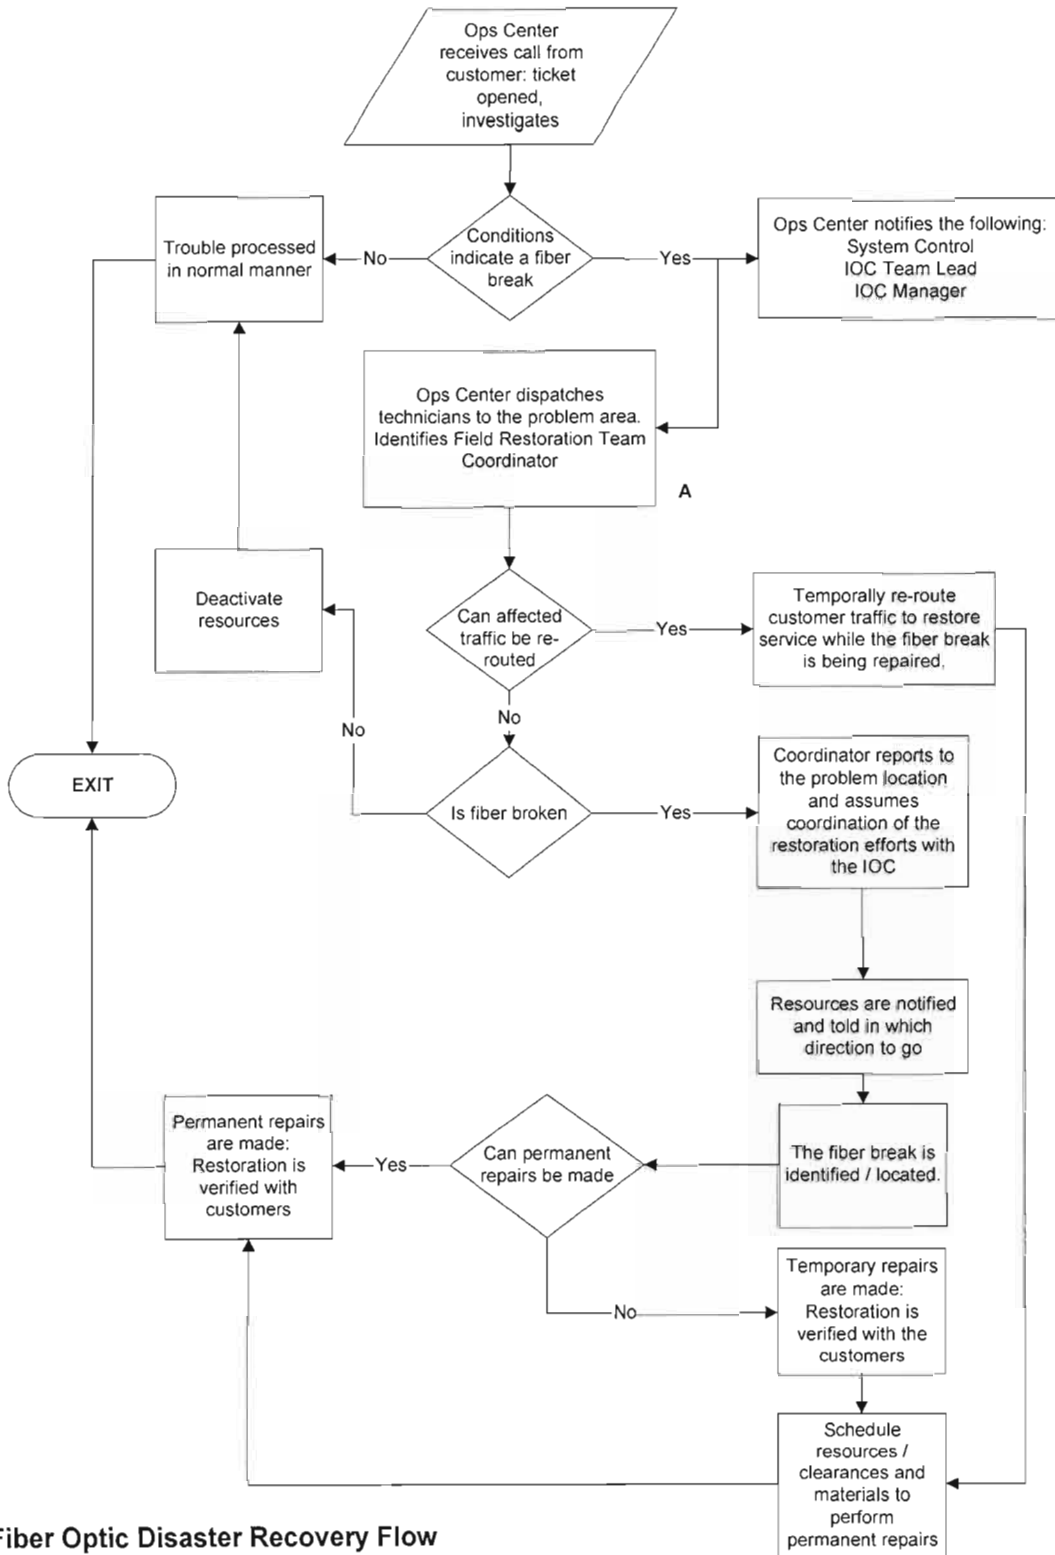 Ops Center
receives call from
customer: ticket
opened,
investigates
Conditions
indicate a fiber
break
No
Yes
Trouble processed
in normal manner
Ops Center notifies the following:
System Control
IOC Team Lead
IOC Manager
Ops Center dispatches
technicians to the problem area.
Identifies Field Restoration Team
Coordinator
A
Deactivate
resources
Can affected
traffic be re-
routed
Yes
Temporally re-route
customer traffic to restore
service while the fiber break
is being repaired.
No
No
EXIT
Is fiber broken
Yes
Coordinator reports to
the problem location
and assumes
coordination of the
restoration efforts with
the IOC
Resources are notified
and told in which
direction to go
The fiber break is
identified / located.
Can permanent
repairs be made
Yes
Permanent repairs
are made:
Restoration is
verified with
customers
No
Temporary repairs
are made:
Restoration is
verified with the
customers
Schedule
resources /
clearances and
materials to
perform
permanent repairs
Fiber Optic Disaster Recovery Flow